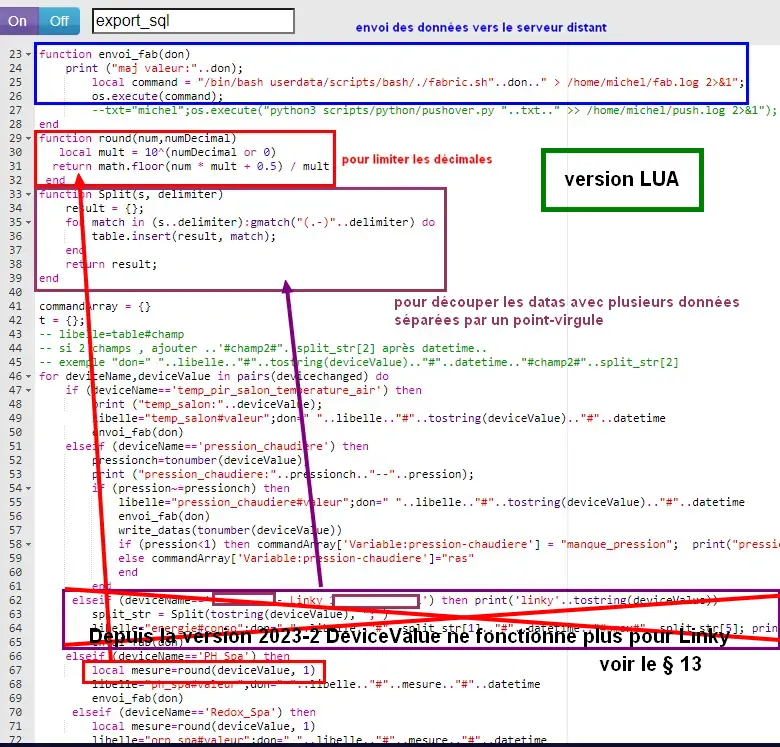 On Off export_sql
envoi des données vers le serveur distant
23 function envoi_fab(don)
24 print ("maj valeur:"..don);
25 local command = "/bin/bash userdata/scripts/bash/./fabric.sh"..don.." > /home/michel/fab.log 2>&1";
26 os.execute(command);
27 --txt="michel";os.execute("python3 scripts/python/pushover.py "..txt.." >> /home/michel/push.log 2>&1");
28 end
29 function round(num,numDecimal)
30 local mult = 10^(numDecimal or 0)
31 return math.floor(num * mult + 0.5) / mult
32 end
pour limiter les décimales
version LUA
33 function Split(s, delimiter)
34 result = {};
35 for match in (s..delimiter):gmatch("(.-)"..delimiter) do
36 table.insert(result, match);
37 end
38 return result;
39 end
40
pour découper les datas avec plusieurs données
séparées par un point-virgule
41 commandArray = {}
42 t = {};
43 -- libelle=table#champ
44 -- si 2 champs , ajouter ..'#champ2#"..split_str[2] après datetime..
45 -- exemple "don=" "..libelle.."#"..tostring(deviceValue).."#"..datetime.."#champ2#"..split_str[2]
46 for deviceName,deviceValue in pairs(devicechanged) do
47 if (deviceName=='temp_pir_salon_temperature_air') then
48 print ("temp_salon:"..deviceValue);
49 libelle="temp_salon#valeur";don=" "..libelle.."#"..tostring(deviceValue).."#"..datetime
50 envoi_fab(don)
51 elseif (deviceName=='pression_chaudiere') then
52 pressionch=tonumber(deviceValue)
53 print ("pression_chaudiere:"..pressionch.."--"..pression);
54 if (pression~=pressionch) then
55 libelle="pression_chaudiere#valeur";don=" "..libelle.."#"..tostring(deviceValue).."#"..datetime
56 envoi_fab(don)
57 write_datas(tonumber(deviceValue))
58 if (pression<1) then commandArray['Variable:pression-chaudiere'] = "manque_pression"; print("pressi
59 else commandArray['Variable:pression-chaudiere']="ras"
60 end
61 end
62 elseif (deviceName==' - Linky ') then print('linky'..tostring(deviceValue))
63 split_str = Split(tostring(deviceValue), ";")
64 split_str[5]; prin
Depuis la version 2023-2 DeviceValue ne fonctionne plus pour Linky
65 envoi_fab(don)
voir le § 13
66 elseif (deviceName=='PH_Spa') then
67 local mesure=round(deviceValue, 1)
68 libelle="ph_spa#valeur";don=" "..libelle.."#"..mesure.."#"..datetime
69 envoi_fab(don)
70 elseif (deviceName=='Redox_Spa') then
71 local mesure=round(deviceValue, 1)
72 libelle="orp_spa#valeur";don=" "..libelle.."#"..mesure.."#"..datetime